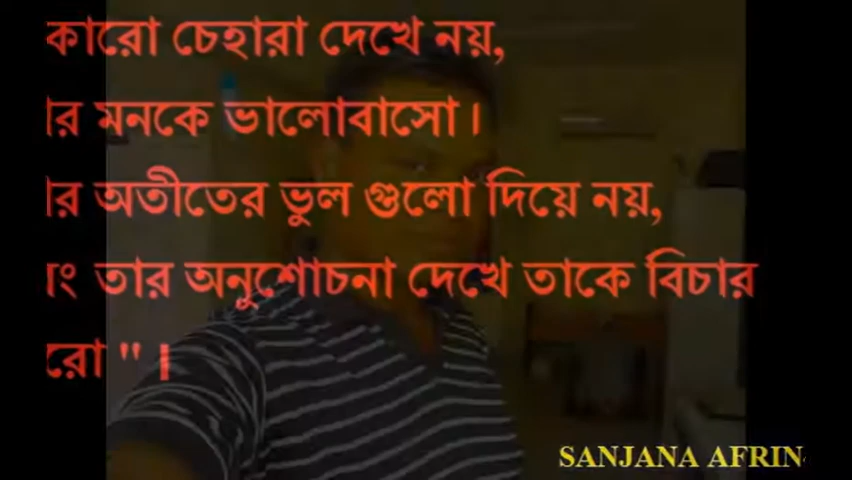 কারো চেহারা দেখে নয়,
মনকে ভালোবাসো।
অতীতের ভুল গুলো দিয়ে নয়,
তার অনুশোচনা দেখে তাকে বিচার
" ।
SANJANA AFRIN